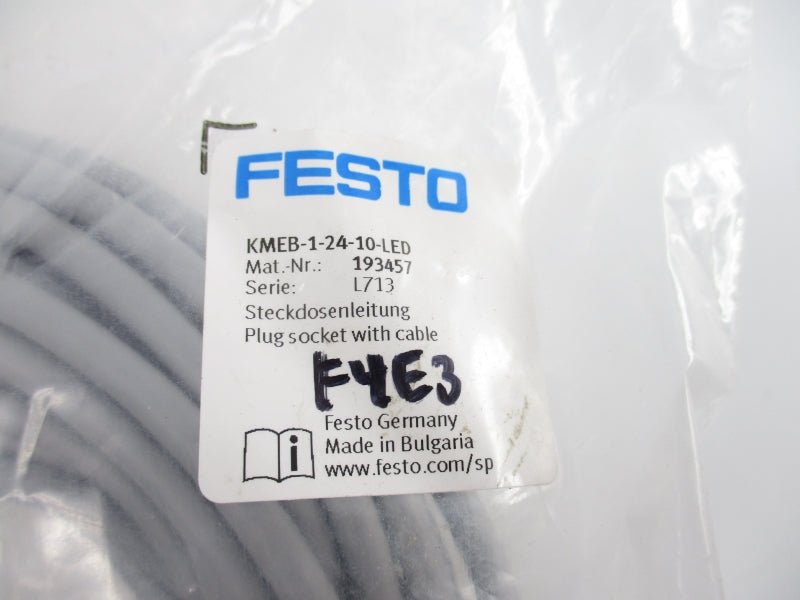 FESTO
KMEB-1-24-10-LED
Mat.-Nr.: 193457
Serie: L713
Steckdosenleitung
Plug socket with cable
F4E3
Festo Germany
Made in Bulgaria
www.festo.com/sp